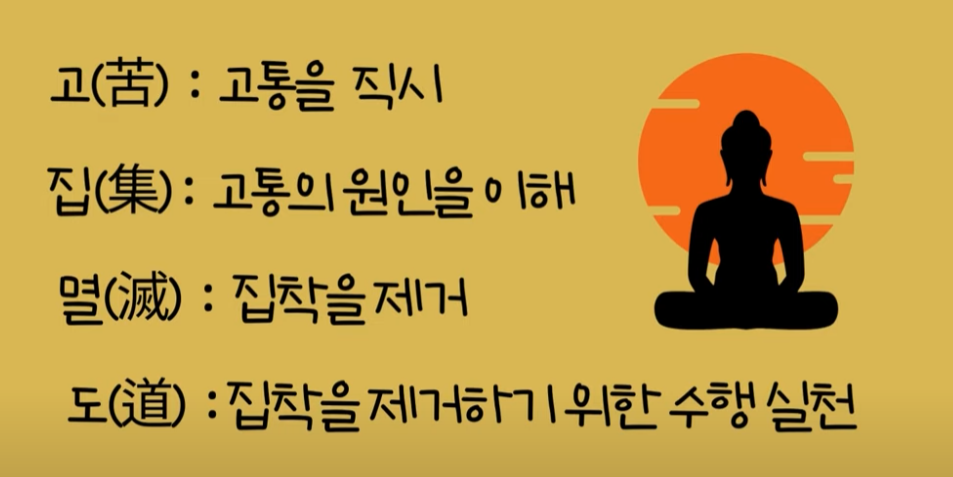 고(苦) : 고통을 직시
집(集) : 고통의 원인을 이해
멸(滅) : 집착을 제거
도(道) : 집착을 제거하기 위한 수행 실천